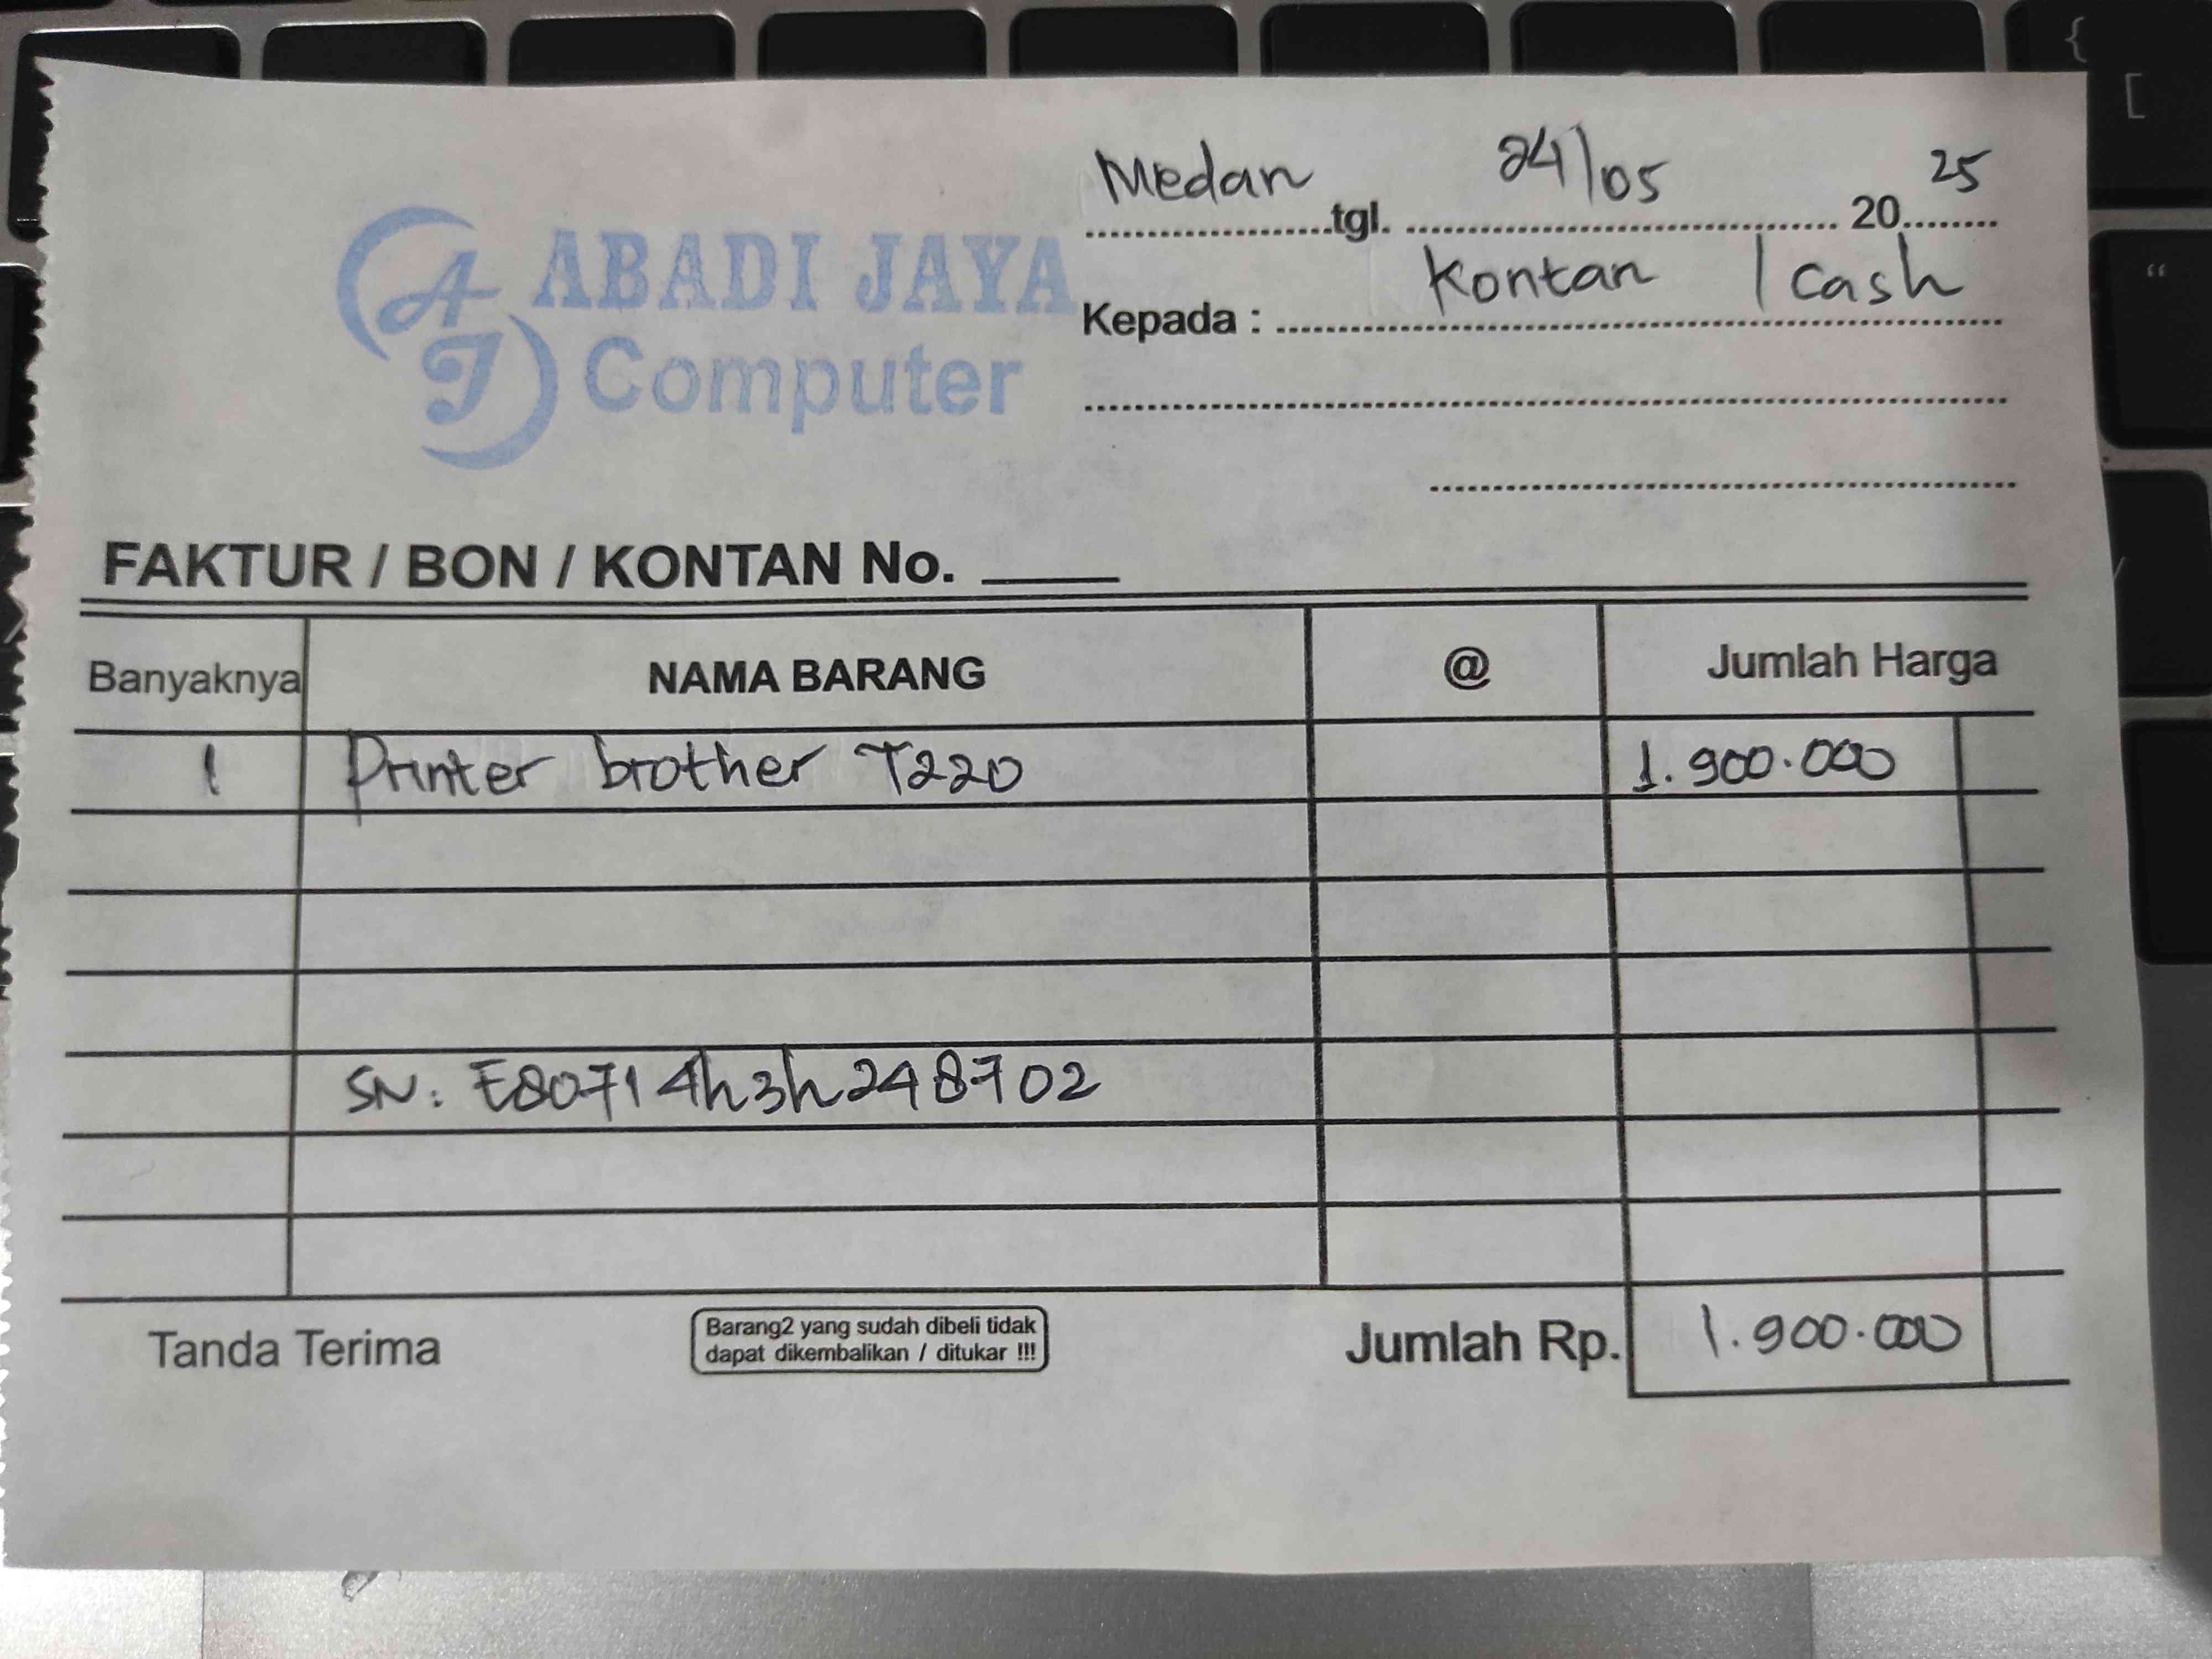 Medan tgl. 24/05 2025
ABADI JAYA
Computer
Kepada : Kontan / Cash
FAKTUR / BON / KONTAN No.
Banyaknya NAMA BARANG @ Jumlah Harga
1 Printer brother T220 1.900.000
SN: E80714h3h248702
Tanda Terima
Barang2 yang sudah dibeli tidak
dapat dikembalikan / ditukar !!!
Jumlah Rp. 1.900.000